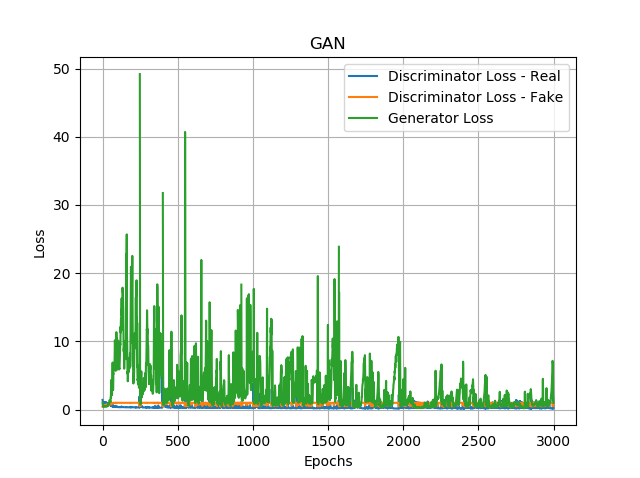 GAN
Discriminator Loss - Real
Discriminator Loss - Fake
Generator Loss
50
40
30
20
10
0
Loss
0 500 1000 1500 2000 2500 3000
Epochs